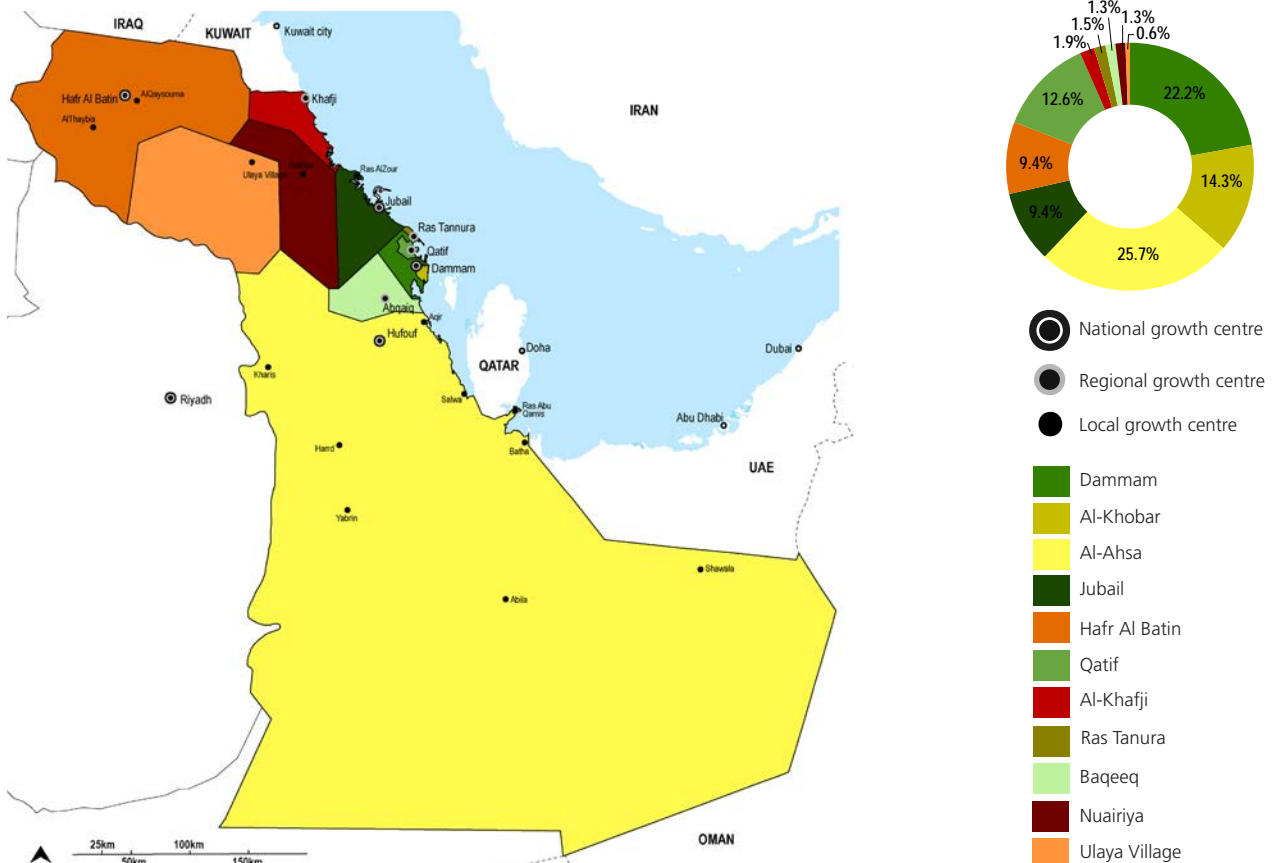 IRAQ
KUWAIT
Kuwait city
IRAN
Hafr Al Batin
AlQaysouma
AlThaybia
Khafji
Ulaya Village
Ras AlZour
Jubail
Ras Tannura
Qatif
Dammam
Abqaiq
Aqir
Hufouf
QATAR
Doha
Dubai
Kharis
Riyadh
Salwa
Ras Abu
Qamis
Abu Dhabi
Batha
UAE
Harrd
Yabrin
Shawala
Abila
OMAN
25km
50km
100km
150km
1.3%
1.3%
1.5%
0.6%
1.9%
22.2%
12.6%
9.4%
14.3%
9.4%
25.7%
National growth centre
Regional growth centre
Local growth centre
Dammam
Al-Khobar
Al-Ahsa
Jubail
Hafr Al Batin
Qatif
Al-Khafji
Ras Tanura
Baqeeq
Nuairiya
Ulaya Village